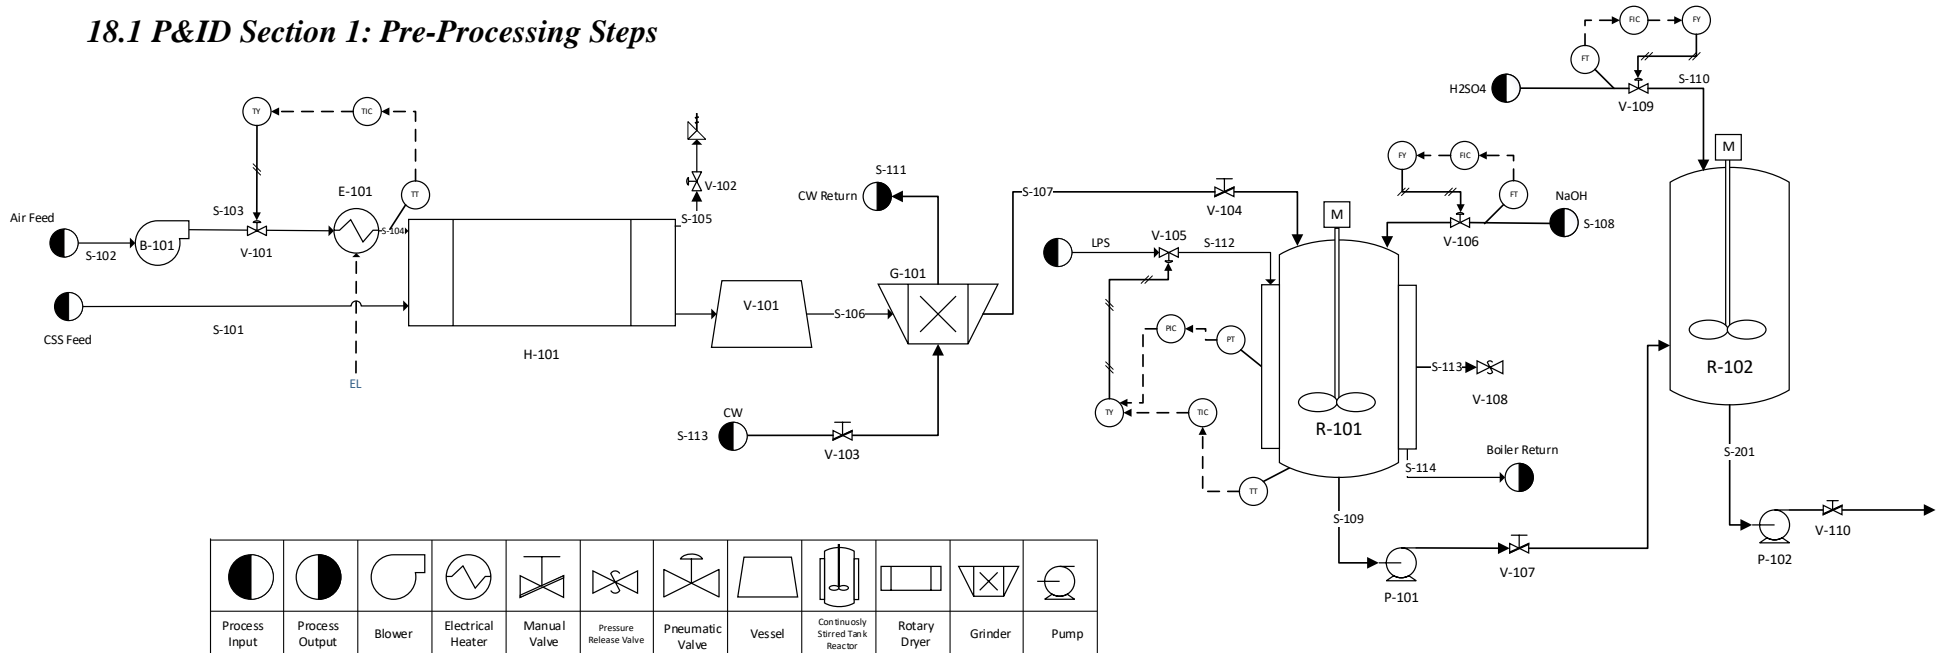 18.1 P&ID Section 1: Pre-Processing Steps
FIC
FY
FT
H2SO4
S-110
V-109
TY
TIC
TT
E-101
S-103
Air Feed
S-102
B-101
V-101
S-104
V-102
S-105
S-111
CW Return
S-107
V-104
M
FY
FIC
FT
NaOH
S-108
V-106
M
LPS
V-105
S-112
G-101
V-101
S-106
S-101
CSS Feed
H-101
EL
PIC
PT
R-102
S-113
V-108
CW
S-113
V-103
TY
TIC
R-101
TT
Boiler Return
S-114
S-201
S-109
V-110
P-102
V-107
P-101
Process Input
Process Output
Blower
Electrical Heater
Manual Valve
Pressure Release Valve
Pneumatic Valve
Vessel
Continuosly Stirred Tank Reactor
Rotary Dryer
Grinder
Pump